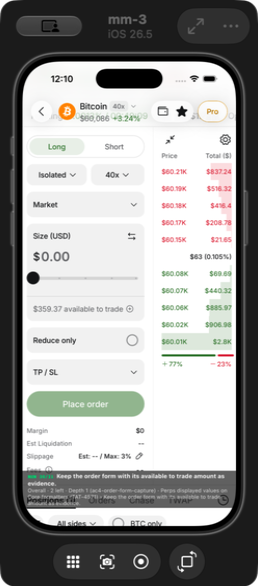 mm-3
iOS 26.5
12:10
Bitcoin 40x
$60,086 +3.24%
Pro
Long Short
Isolated 40x
Market
Size (USD)
$0.00
$359.37 available to trade
Reduce only
TP / SL
Place order
Margin $0
Est Liquidation --
Slippage Est: -- / Max: 3%
Fees
Price Total ($)
$60.21K $837.24
$60.19K $516.32
$60.18K $416.4
$60.17K $208.78
$60.15K $21.65
$63 (0.105%)
$60.08K $69.69
$60.07K $440.32
$60.06K $885.97
$60.02K $906.98
$60.01K $2.8K
+ 77% − 23%
Keep the order form with its available to trade amount as
evidence.
All sides BTC only